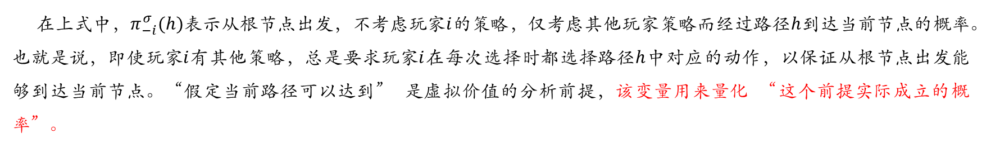 在上式中，π_{-i}^{σ}(h)表示从根节点出发，不考虑玩家i的策略，仅考虑其他玩家策略而经过路径h到达当前节点的概率。
也就是说，即使玩家i有其他策略，总是要求玩家i在每次选择时都选择路径h中对应的动作，以保证从根节点出发能
够到达当前节点。“假定当前路径可以达到” 是虚拟价值的分析前提，该变量用来量化 “这个前提实际成立的概
率”。